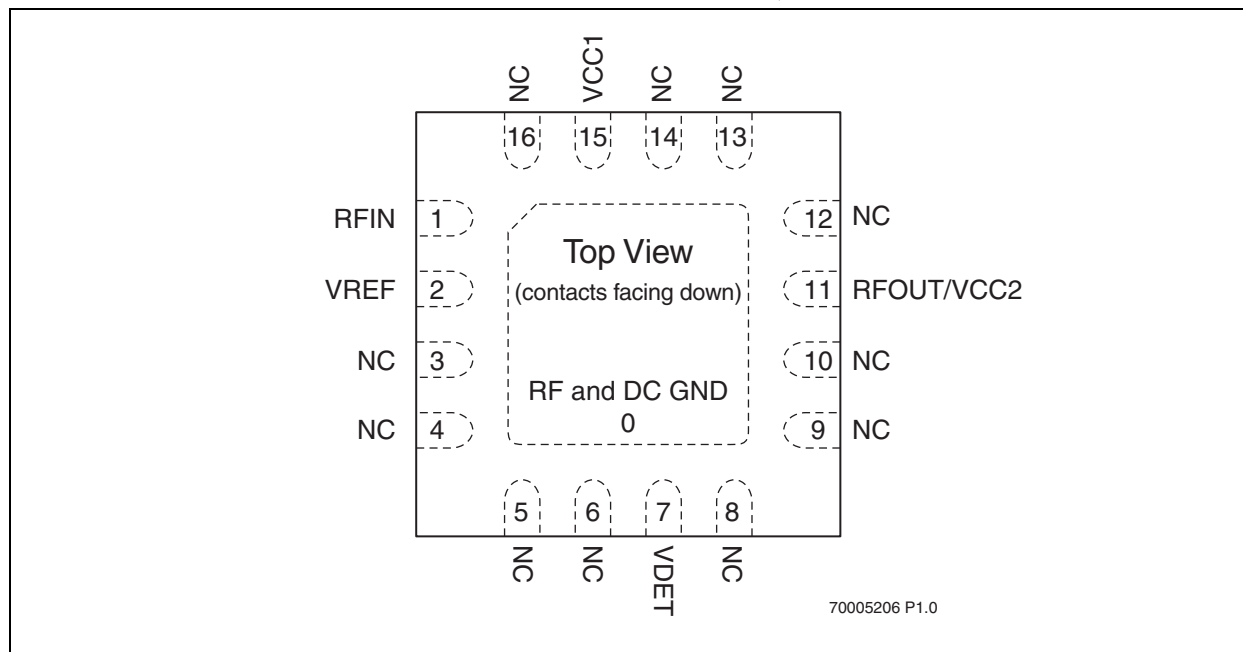 NC
VCC1
NC
NC
16
15
14
13
RFIN
1
12
NC
VREF
2
11
RFOUT/VCC2
NC
3
10
NC
NC
4
9
NC
Top View
(contacts facing down)
RF and DC GND
0
5
6
7
8
NC
NC
VDET
NC
70005206 P1.0